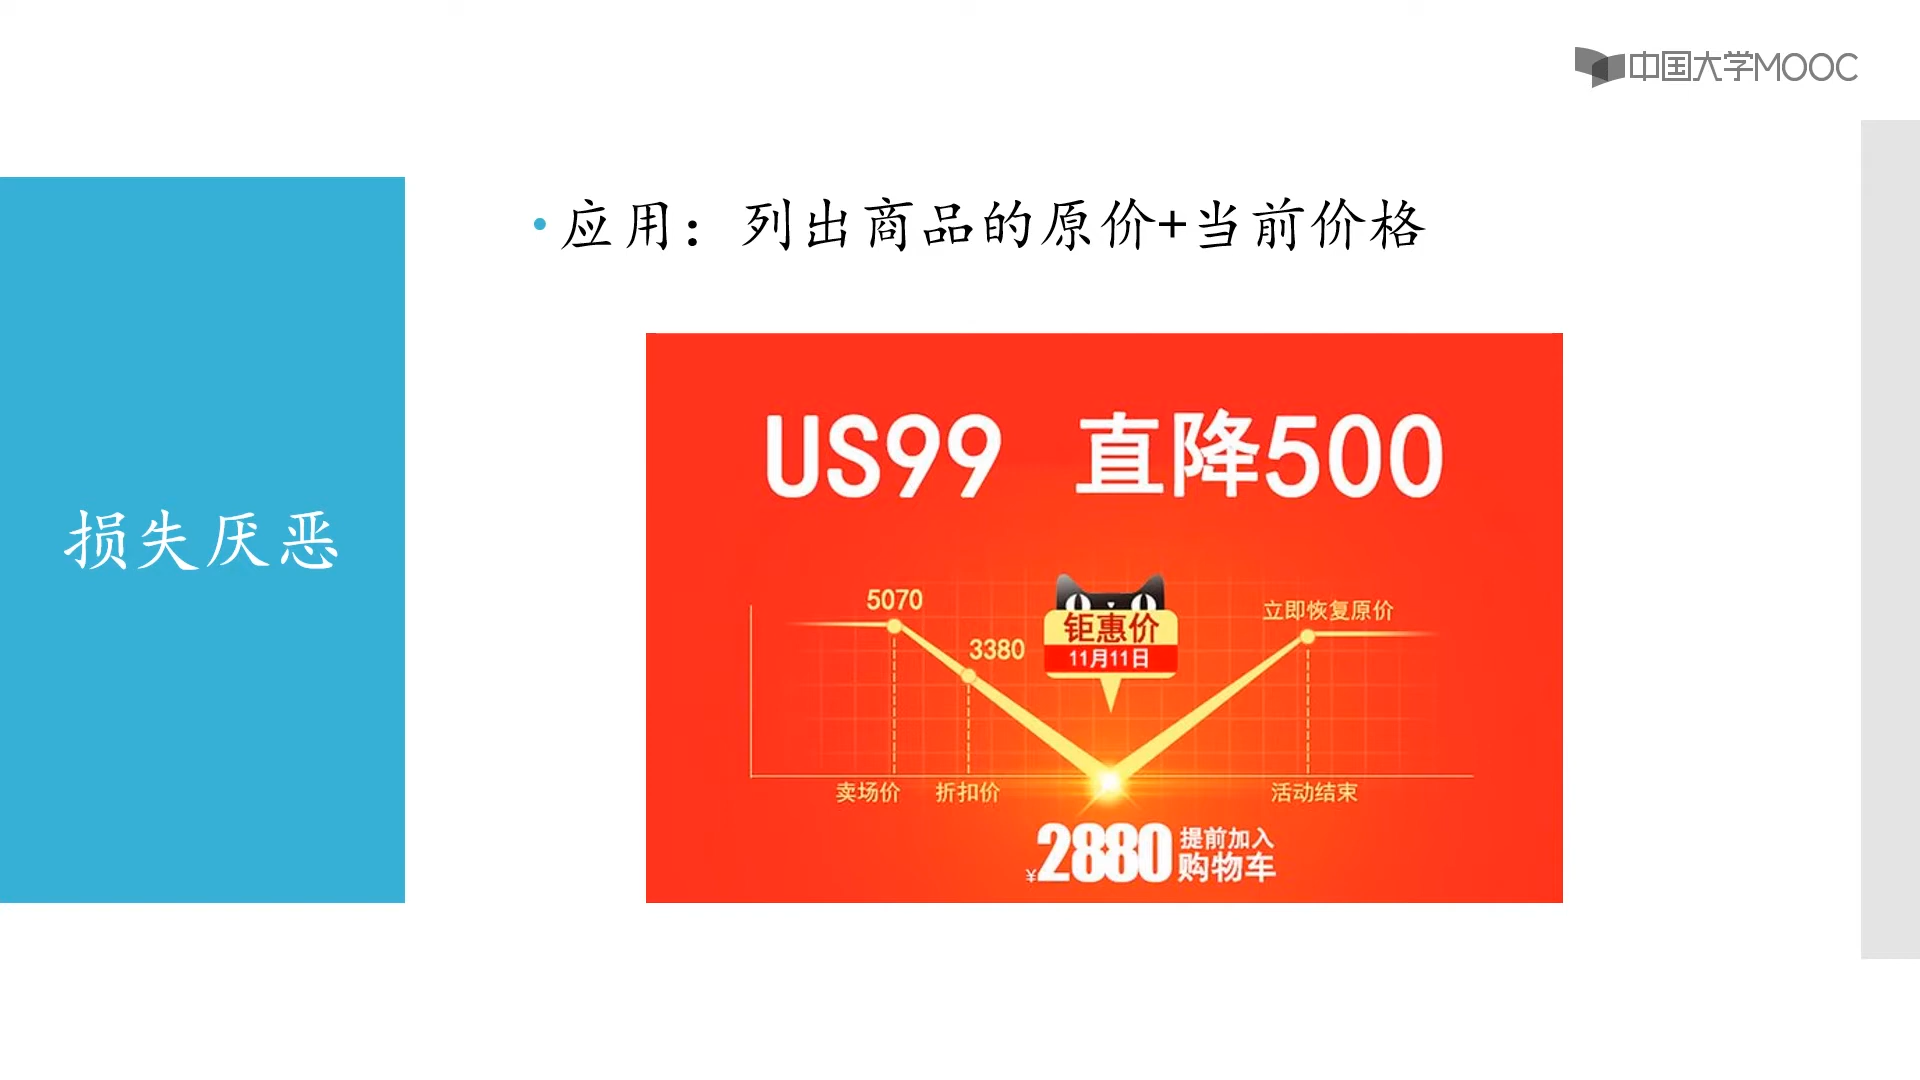 中国大学MOOC
应用：列出商品的原价+当前价格
损失厌恶
US99 直降500
5070
3380
钜惠价
11月11日
立即恢复原价
卖场价 折扣价 活动结束
¥2880 提前加入
购物车